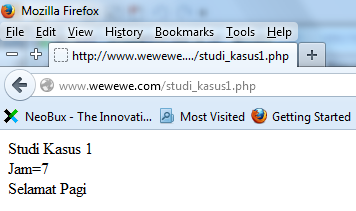 Mozilla Firefox
File Edit View History Bookmarks Tools Help
http://www.wewewe..../studi_kasus1.php
www.wewewe.com/studi_kasus1.php
NeoBux - The Innovati... Most Visited Getting Started
Studi Kasus 1
Jam=7
Selamat Pagi